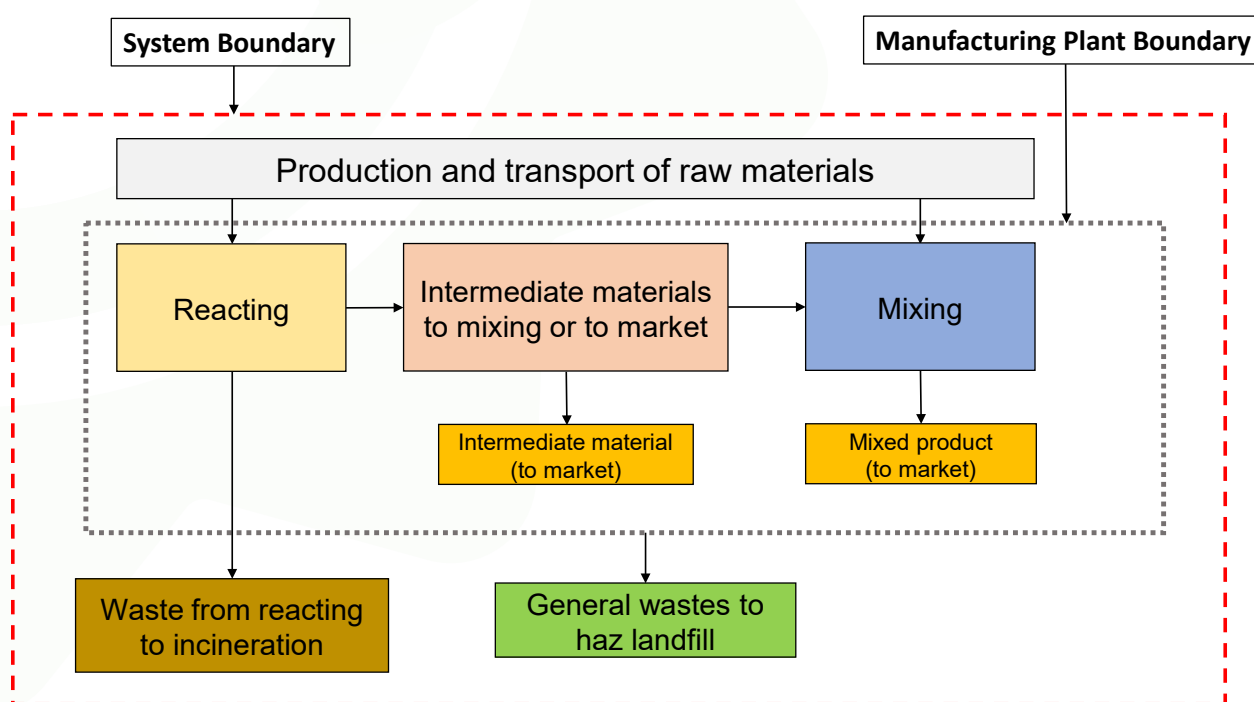 System Boundary
Manufacturing Plant Boundary
Production and transport of raw materials
Reacting
Intermediate materials
to mixing or to market
Mixing
Intermediate material
(to market)
Mixed product
(to market)
Waste from reacting
to incineration
General wastes to
haz landfill